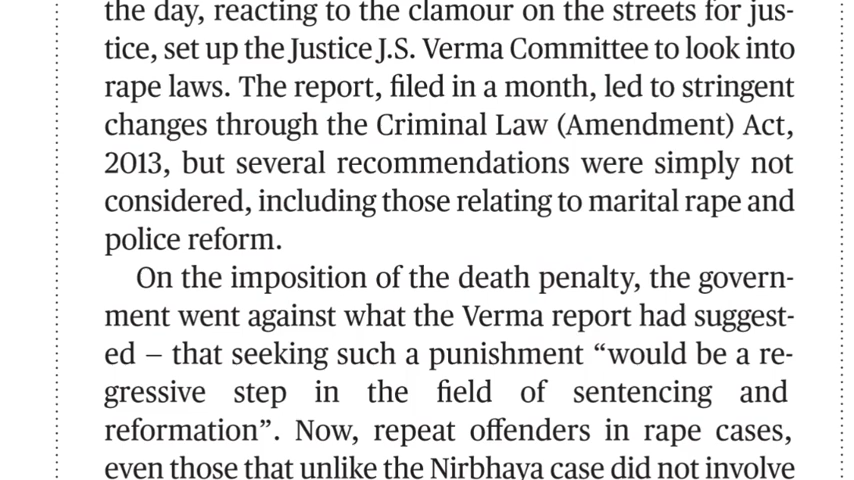 the day, reacting to the clamour on the streets for jus-
tice, set up the Justice J.S. Verma Committee to look into
rape laws. The report, filed in a month, led to stringent
changes through the Criminal Law (Amendment) Act,
2013, but several recommendations were simply not
considered, including those relating to marital rape and
police reform.
On the imposition of the death penalty, the govern-
ment went against what the Verma report had suggest-
ed – that seeking such a punishment “would be a re-
gressive step in the field of sentencing and
reformation”. Now, repeat offenders in rape cases,
even those that unlike the Nirbhaya case did not involve